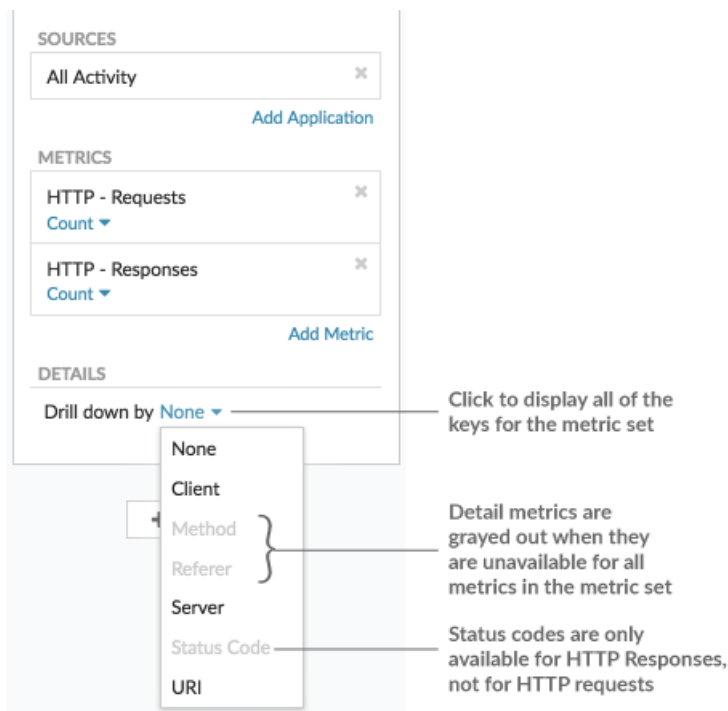 SOURCES
All Activity
Add Application
METRICS
HTTP - Requests
Count
HTTP - Responses
Count
Add Metric
DETAILS
Drill down by None
None
Client
Method
Referer
Server
Status Code
URI
Click to display all of the
keys for the metric set
Detail metrics are
grayed out when they
are unavailable for all
metrics in the metric set
Status codes are only
available for HTTP Responses,
not for HTTP requests